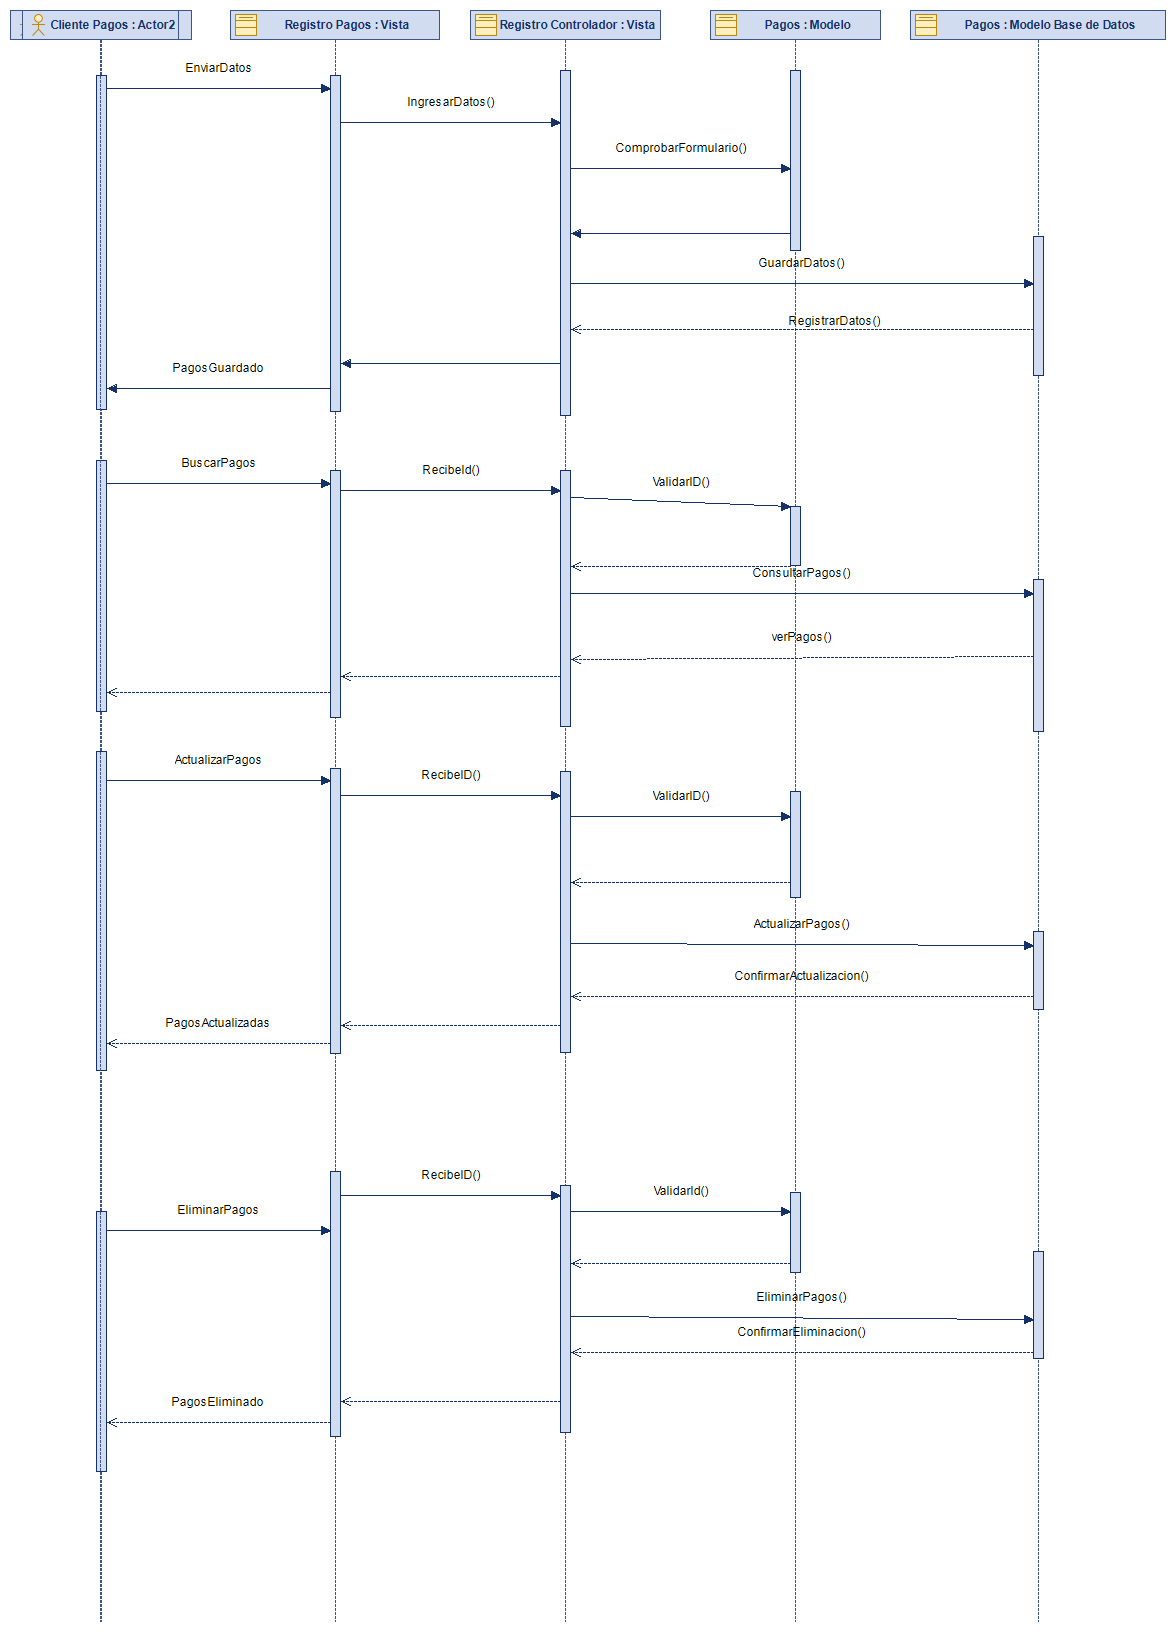 Cliente Pagos : Actor2
Registro Pagos : Vista
Registro Controlador : Vista
Pagos : Modelo
Pagos : Modelo Base de Datos
EnviarDatos
IngresarDatos()
ComprobarFormulario()
GuardarDatos()
RegistrarDatos()
PagosGuardado
BuscarPagos
RecibeId()
ValidarID()
ConsultarPagos()
verPagos()
ActualizarPagos
RecibeID()
ValidarID()
ActualizarPagos()
ConfirmarActualizacion()
PagosActualizadas
RecibeID()
ValidarId()
EliminarPagos
EliminarPagos()
ConfirmarEliminacion()
PagosEliminado